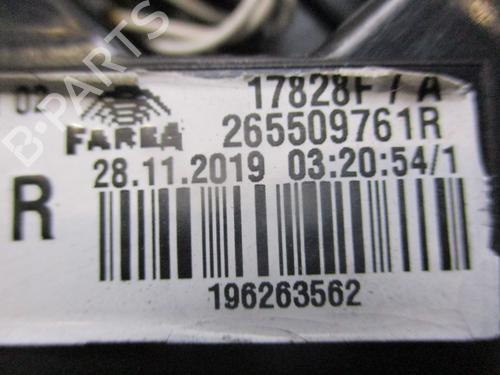 02 17828F / A
FAREA 265509761R
28.11.2019 03:20:54/1
R
196263562
B-PARTS